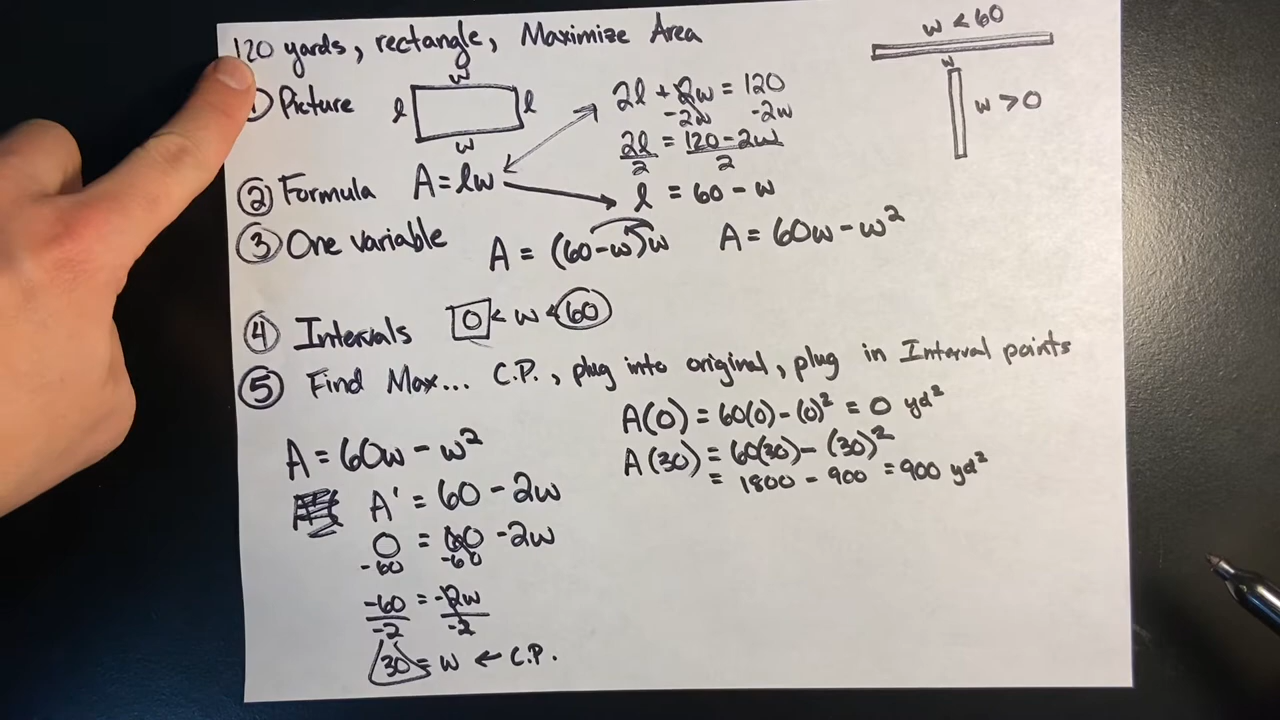 120 yards, rectangle, Maximize Area
w < 60
① Picture
w
l
l
w
2l + 2w = 120
-2w -2w
2l = 120 - 2w
2 2
w
w > 0
② Formula A = lw
l = 60 - w
③ One variable A = (60-w)w A = 60w - w²
④ Intervals 0 < w < 60
⑤ Find Max... C.P., plug into original, plug in Interval points
A(0) = 60(0) - (0)² = 0 yd²
A(30) = 60(30) - (30)²
= 1800 - 900 = 900 yd²
A = 60w - w²
A' = 60 - 2w
0 = 60 - 2w
-60 -60
-60 = -2w
-2 -2
30 = w ← C.P.